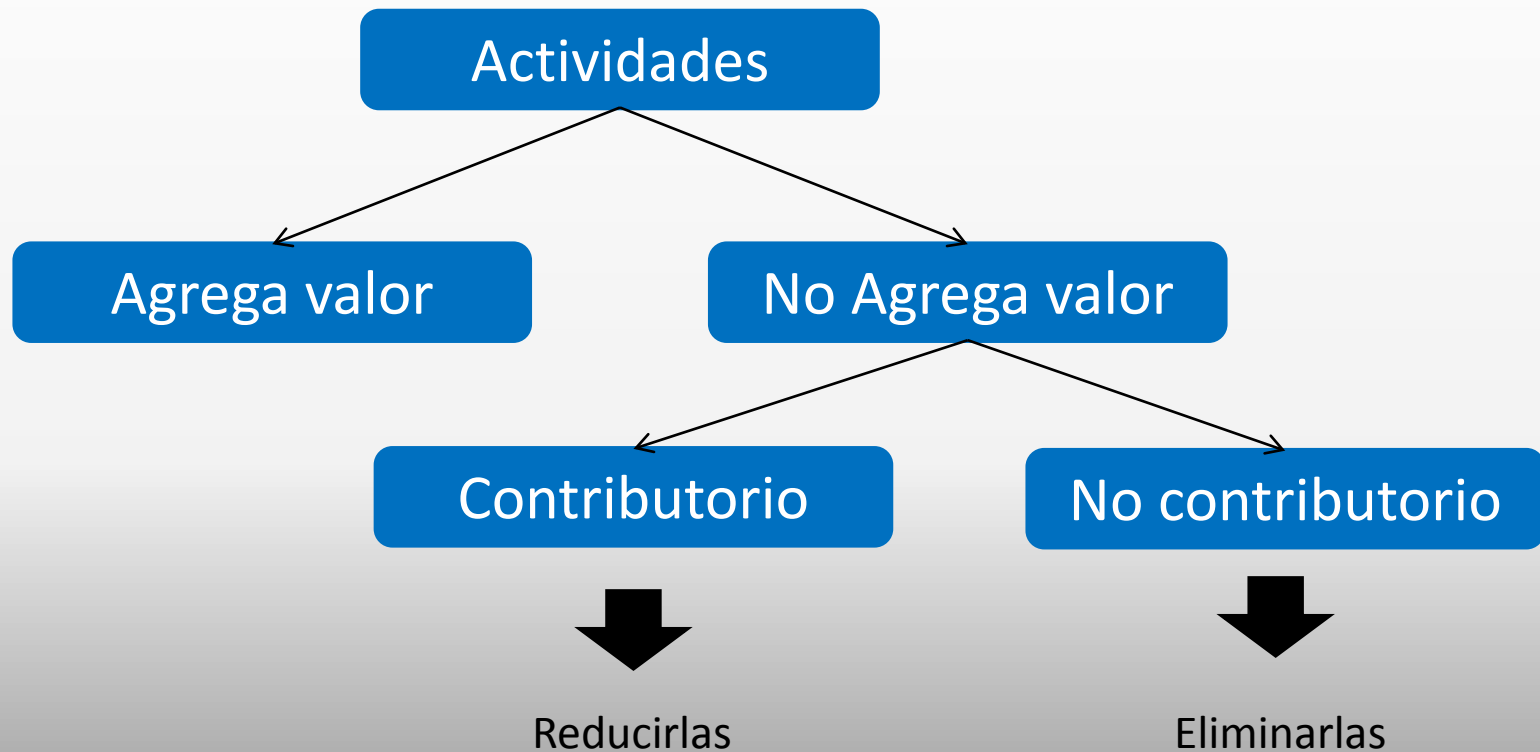 Actividades
Agrega valor
No Agrega valor
Contributorio
No contributorio
Reducirlas
Eliminarlas